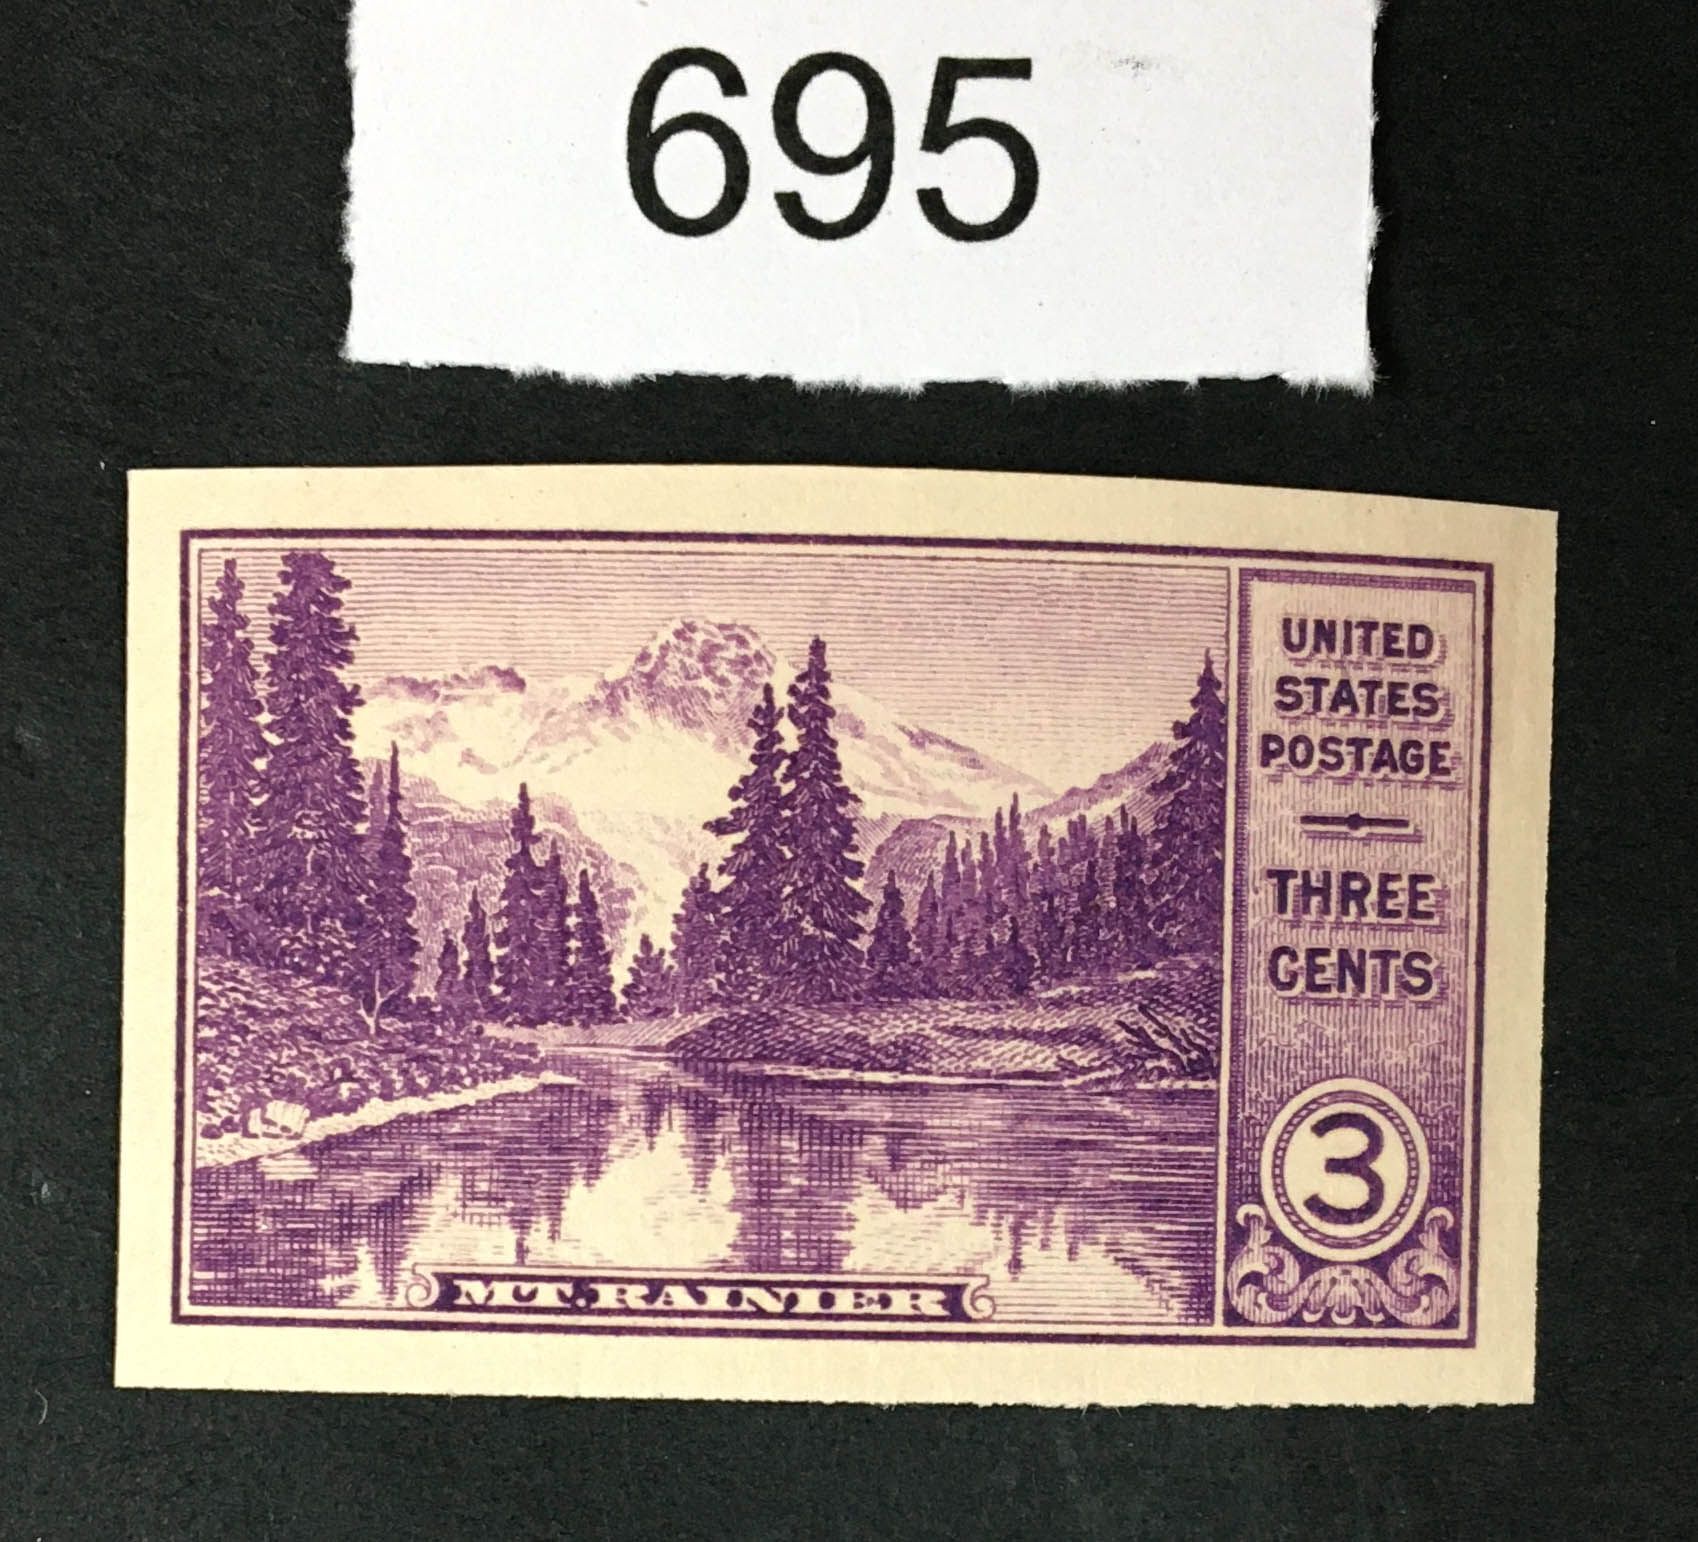 695
UNITED
STATES
POSTAGE
THREE
CENTS
3
MT. RAINIER